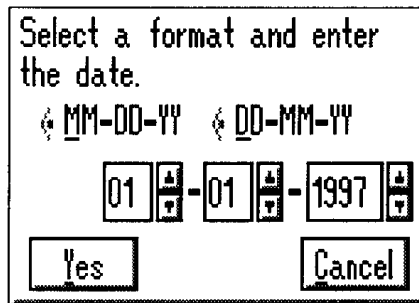 Select a format and enter
the date.
MM-DD-YY DD-MM-YY
01 - 01 - 1997
Yes Cancel